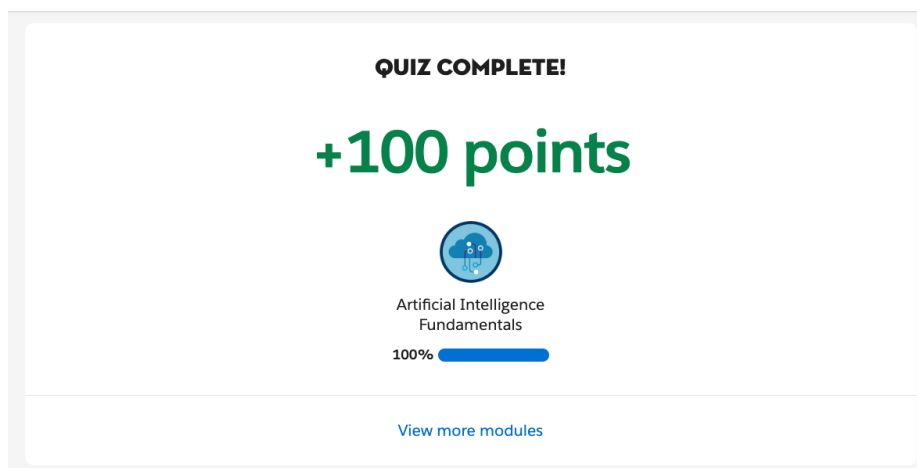 QUIZ COMPLETE!
+100 points
Artificial Intelligence
Fundamentals
100%
View more modules